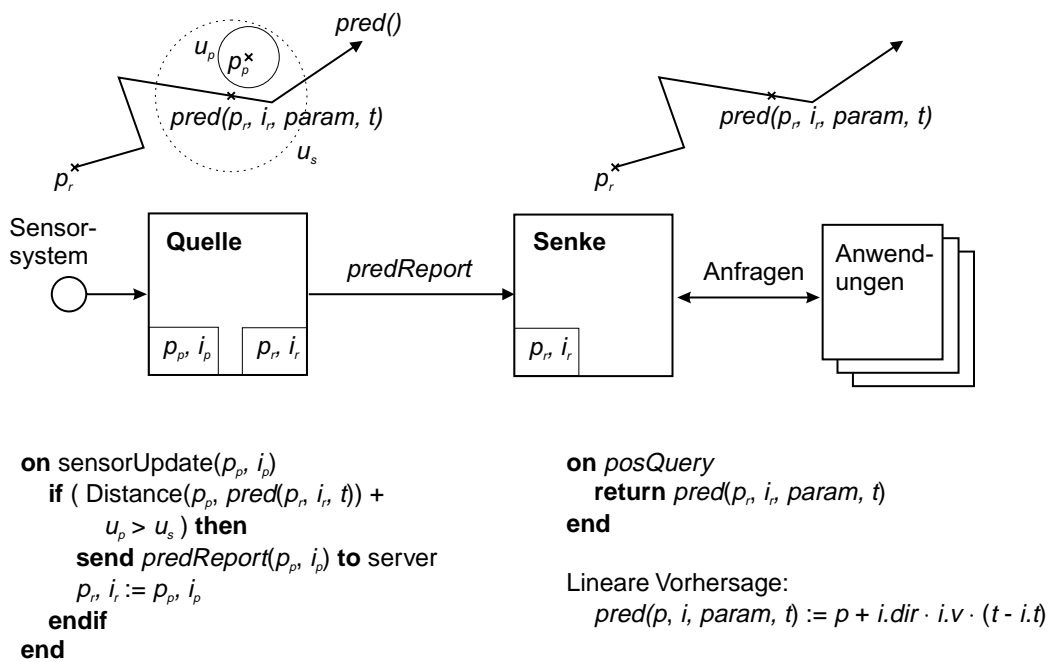 pred()
u_p
p_p
pred(p_r, i_r, param, t)
u_s
p_r
pred(p_r, i_r, param, t)
p_r
Sensor-
system
Quelle
predReport
Senke
Anfragen
Anwend-
ungen
p_p, i_p
p_r, i_r
p_r, i_r
on sensorUpdate(p_p, i_p)
if ( Distance(p_p, pred(p_r, i_r, t)) +
u_p > u_s ) then
send predReport(p_p, i_p) to server
p_r, i_r := p_p, i_p
endif
end
on posQuery
return pred(p_r, i_r, param, t)
end
Lineare Vorhersage:
pred(p, i, param, t) := p + i.dir · i.v · (t - i.t)